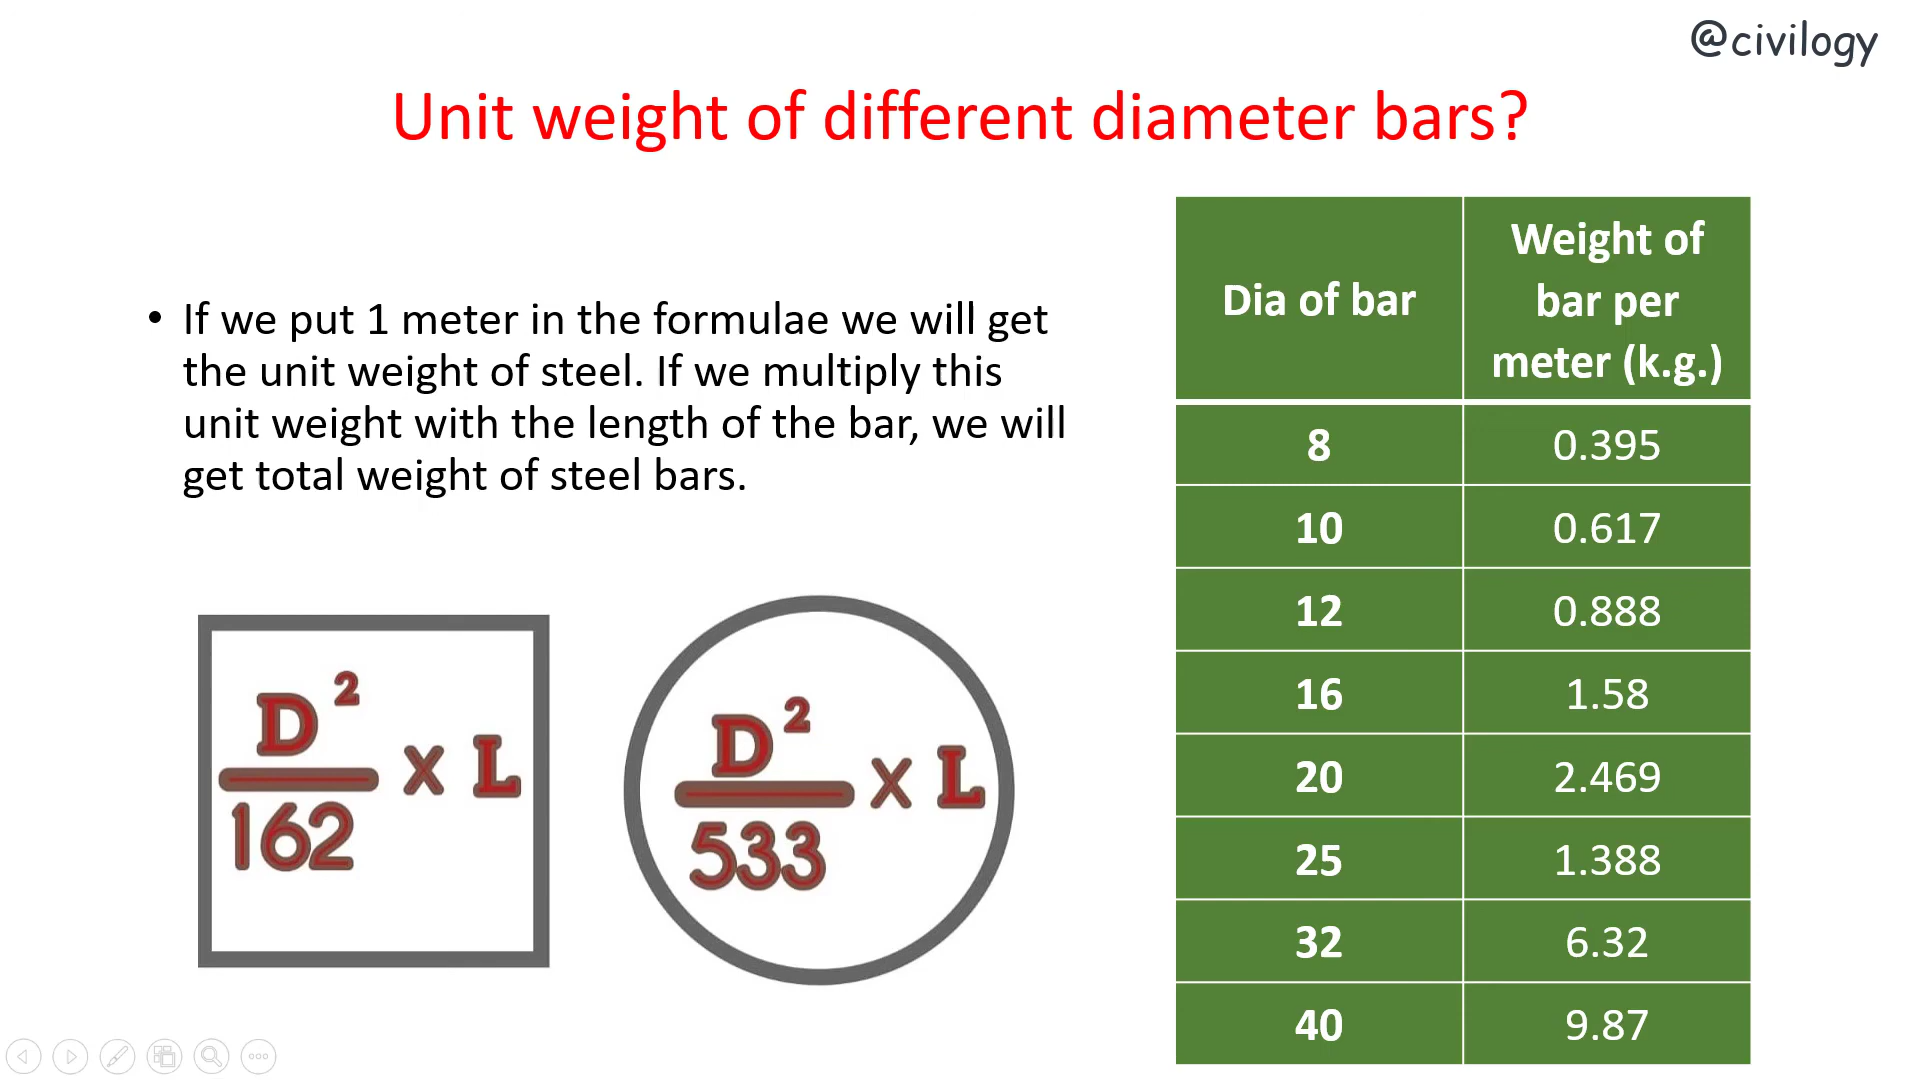 @civilogy
Unit weight of different diameter bars?
• If we put 1 meter in the formulae we will get
the unit weight of steel. If we multiply this
unit weight with the length of the bar, we will
get total weight of steel bars.
D²
162
x L
D²
533
x L
Dia of bar
Weight of
bar per
meter (k.g.)
8 0.395
10 0.617
12 0.888
16 1.58
20 2.469
25 1.388
32 6.32
40 9.87